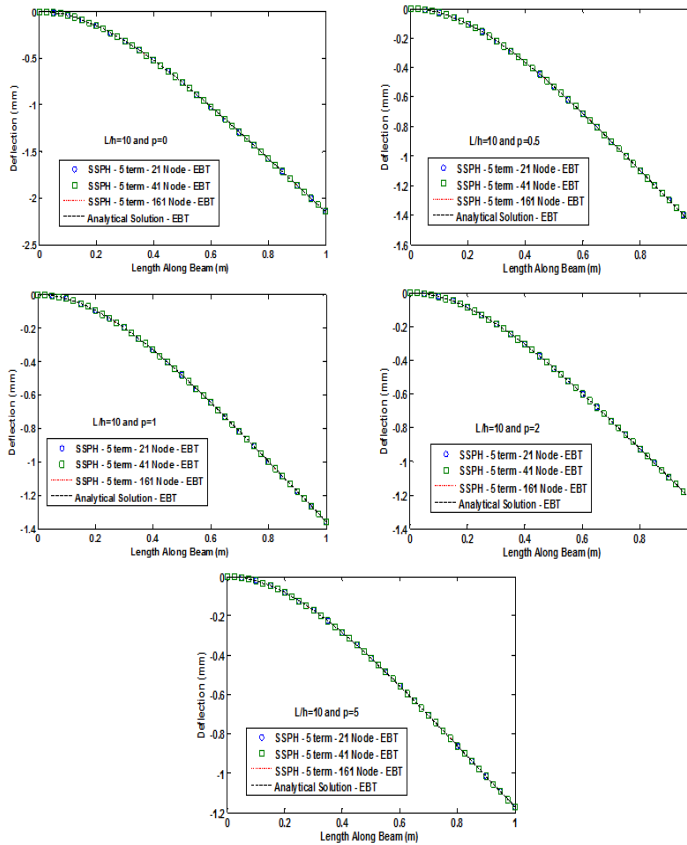 0
-0.5
-1
-1.5
-2
-2.5
Deflection (mm)
L/h=10 and p=0
SSPH - 5 term - 21 Node - EBT
SSPH - 5 term - 41 Node - EBT
SSPH - 5 term - 161 Node - EBT
Analytical Solution - EBT
0 0.2 0.4 0.6 0.8 1
Length Along Beam (m)
0
-0.2
-0.4
-0.6
-0.8
-1
-1.2
-1.4
-1.6
Deflection (mm)
L/h=10 and p=0.5
SSPH - 5 term - 21 Node - EBT
SSPH - 5 term - 41 Node - EBT
SSPH - 5 term - 161 Node - EBT
Analytical Solution - EBT
0 0.2 0.4 0.6 0.8
Length Along Beam (m)
0
-0.2
-0.4
-0.6
-0.8
-1
-1.2
-1.4
Deflection (mm)
L/h=10 and p=1
SSPH - 5 term - 21 Node - EBT
SSPH - 5 term - 41 Node - EBT
SSPH - 5 term - 161 Node - EBT
Analytical Solution - EBT
0 0.2 0.4 0.6 0.8 1
Length Along Beam (m)
0
-0.2
-0.4
-0.6
-0.8
-1
-1.2
-1.4
Deflection (mm)
L/h=10 and p=2
SSPH - 5 term - 21 Node - EBT
SSPH - 5 term - 41 Node - EBT
SSPH - 5 term - 161 Node - EBT
Analytical Solution - EBT
0 0.2 0.4 0.6 0.8
Length Along Beam (m)
0
-0.2
-0.4
-0.6
-0.8
-1
-1.2
Deflection (mm)
L/h=10 and p=5
SSPH - 5 term - 21 Node - EBT
SSPH - 5 term - 41 Node - EBT
SSPH - 5 term - 161 Node - EBT
Analytical Solution - EBT
0 0.2 0.4 0.6 0.8 1
Length Along Beam (m)